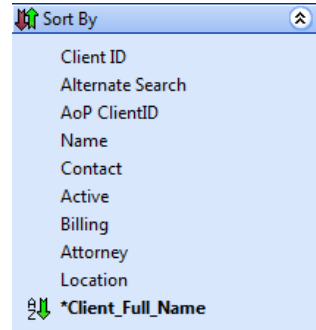 Sort By
Client ID
Alternate Search
AoP ClientID
Name
Contact
Active
Billing
Attorney
Location
*Client_Full_Name